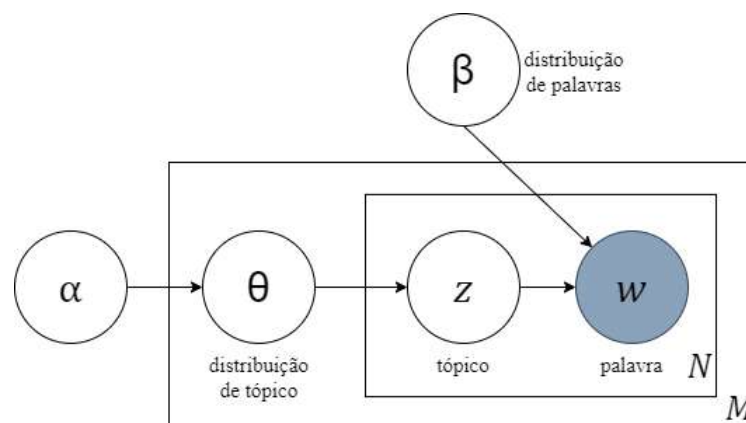 β
distribuição
de palavras
α
θ
z
w
distribuição
de tópico
tópico
palavra
N
M